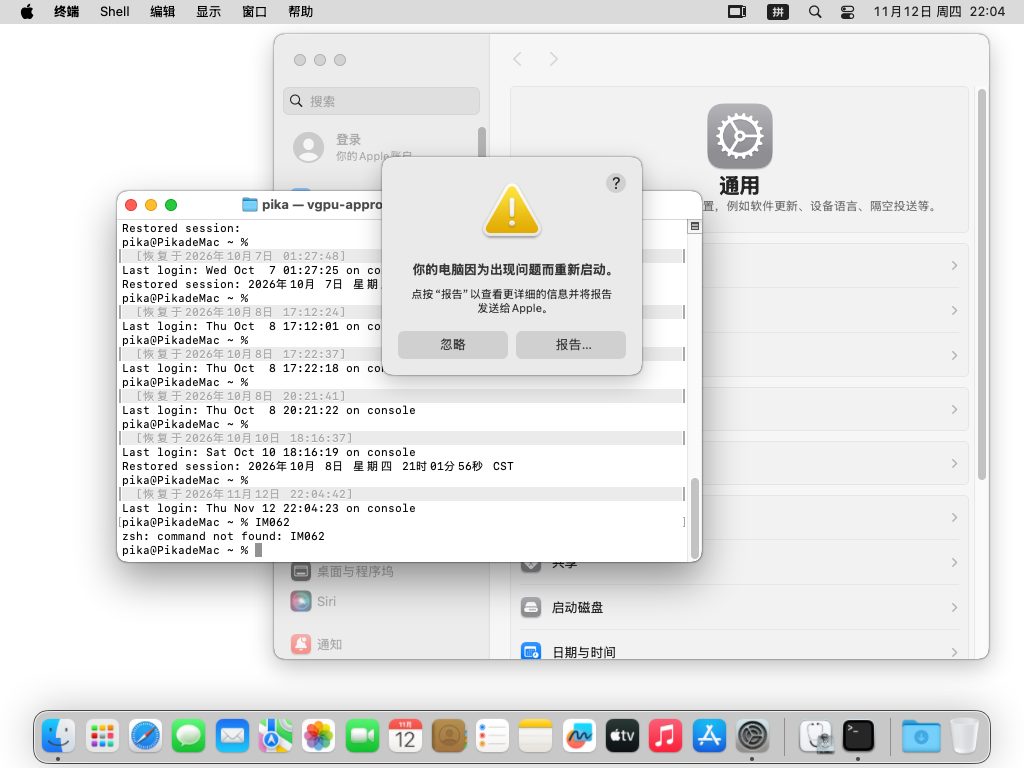 终端 Shell 编辑 显示 窗口 帮助 拼 11月12日 周四 22:04
搜索
登录
你的Apple账户
通用
置，例如软件更新、设备语言、隔空投送等。
?
你的电脑因为出现问题而重新启动。
点按“报告”以查看更详细的信息并将报告
发送给Apple。
忽略 报告...
pika — vgpu-appro
Restored session:
pika@PikadeMac ~ %
[恢复于2026年10月7日 01:27:48]
Last login: Wed Oct 7 01:27:25 on co
Restored session: 2026年10月 7日 星期
pika@PikadeMac ~ %
[恢复于2026年10月8日 17:12:24]
Last login: Thu Oct 8 17:12:01 on co
pika@PikadeMac ~ %
[恢复于2026年10月8日 17:22:37]
Last login: Thu Oct 8 17:22:18 on co
pika@PikadeMac ~ %
[恢复于2026年10月8日 20:21:41]
Last login: Thu Oct 8 20:21:22 on console
pika@PikadeMac ~ %
[恢复于2026年10月10日 18:16:37]
Last login: Sat Oct 10 18:16:19 on console
Restored session: 2026年10月 8日 星期四 21时01分56秒 CST
[恢复于2026年11月12日 22:04:42]
Last login: Thu Nov 12 22:04:23 on console
[pika@PikadeMac ~ % IM062 ]
zsh: command not found: IM062
pika@PikadeMac ~ %
桌面与程序坞
Siri
通知
共享
启动磁盘
日期与时间
11月
12
tv